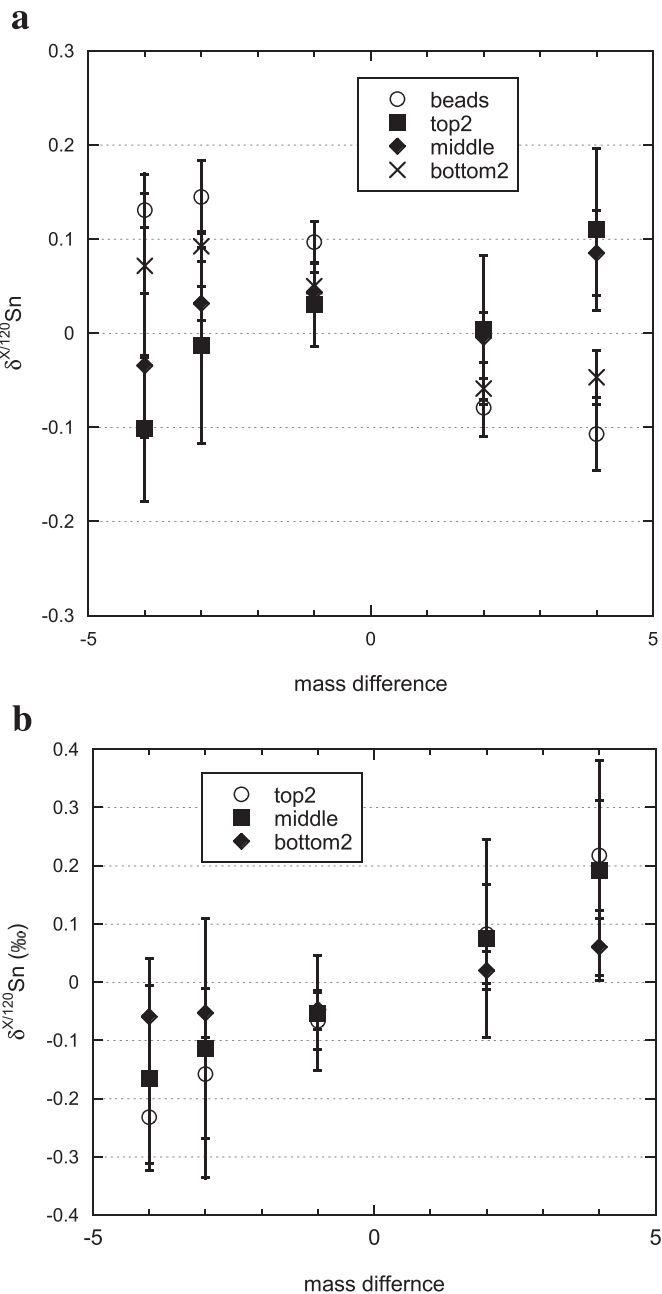 a
0.3
0.2
0.1
0
-0.1
-0.2
-0.3
δX/120Sn
beads
top2
middle
bottom2
-5
0
5
mass difference
b
0.4
0.3
0.2
0.1
0
-0.1
-0.2
-0.3
-0.4
δX/120Sn (‰)
top2
middle
bottom2
-5
0
5
mass differnce